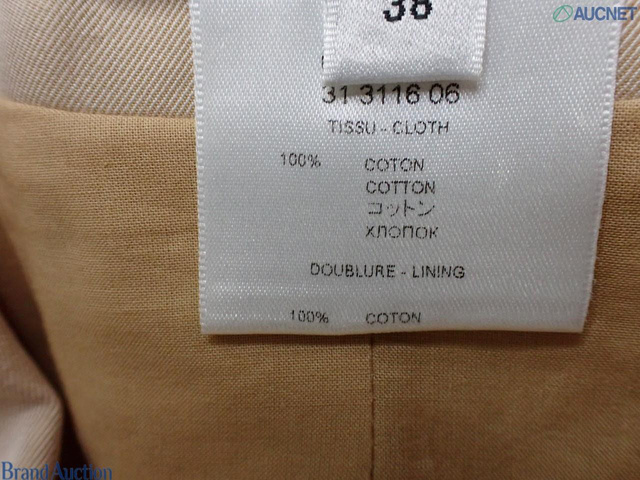 38
AUCNET
31 3116 06
TISSU - CLOTH
100% COTON
COTTON
コットン
ХЛОПОК
DOUBLURE - LINING
100% COTON
Brand Auction